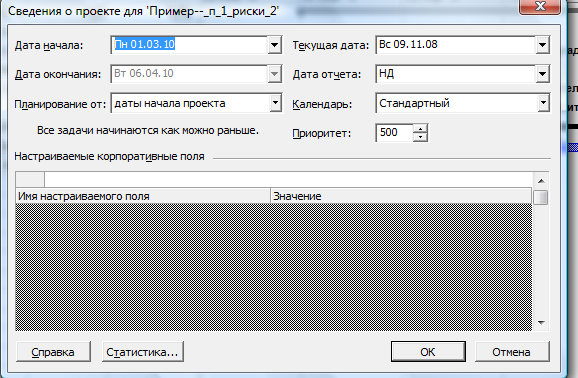 Сведения о проекте для 'Пример--_п_1_риски_2'
Дата начала: Пн 01.03.10 Текущая дата: Вс 09.11.08
Дата окончания: Вт 06.04.10 Дата отчета: НД
Планирование от: даты начала проекта Календарь: Стандартный
Все задачи начинаются как можно раньше. Приоритет: 500
Настраиваемые корпоративные поля
Имя настраиваемого поля Значение
Справка Статистика... ОК Отмена